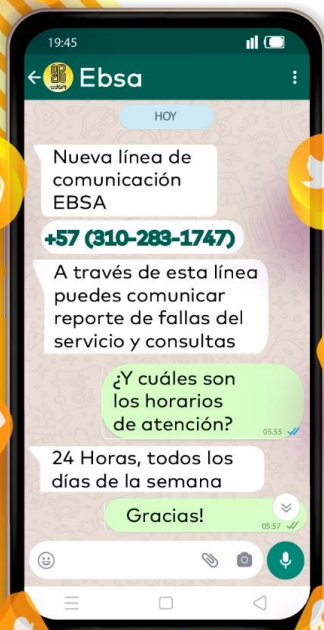 19:45
Ebsa
HOY
Nueva línea de
comunicación
EBSA
+57 (310-283-1747)
A través de esta línea
puedes comunicar
reporte de fallas del
servicio y consultas
¿Y cuáles son
los horarios
de atención?
05:55
24 Horas, todos los
días de la semana
Gracias!
05:57